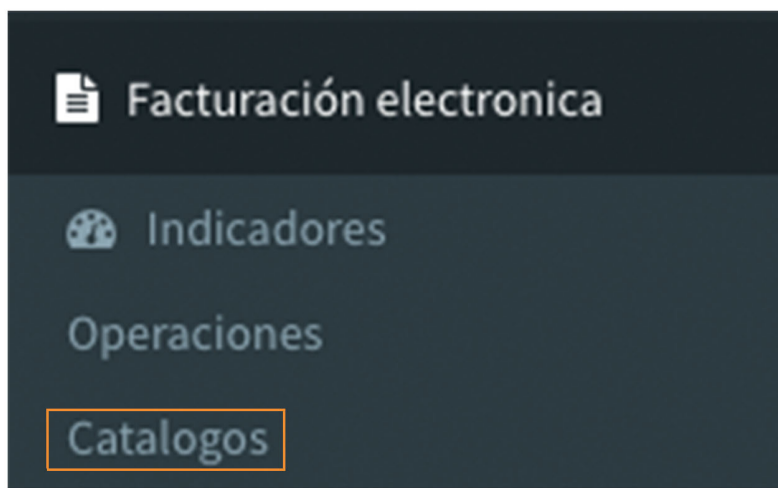 Facturación electronica
Indicadores
Operaciones
Catalogos